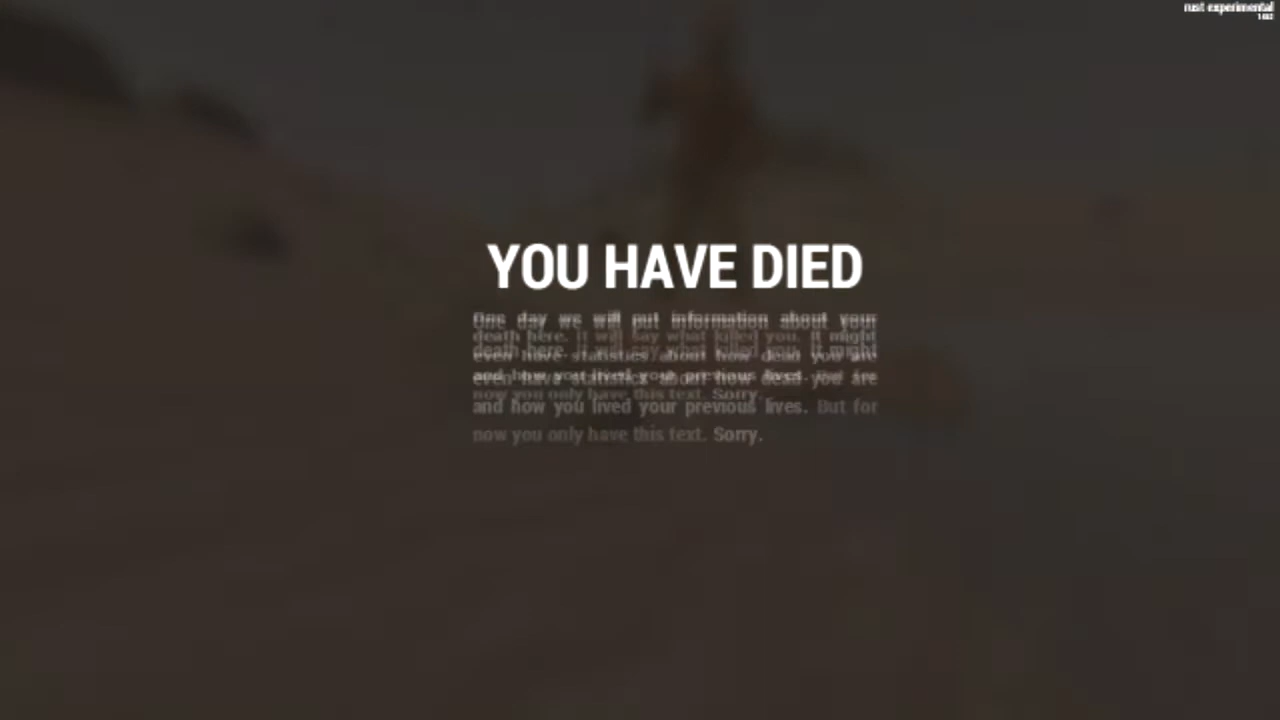 rust experimental
YOU HAVE DIED
One day we will put information about your
death here. It will say what killed you. It might
even have statistics about how dead you are
and how you lived your previous lives. But for
now you only have this text. Sorry.